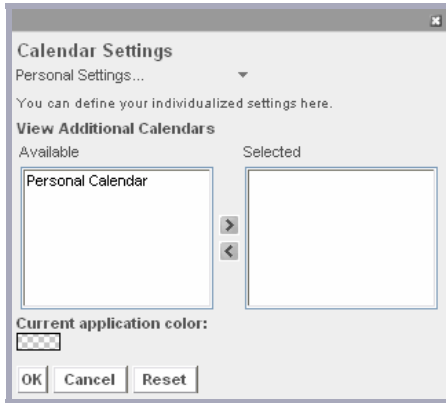 Calendar Settings
Personal Settings...
You can define your individualized settings here.
View Additional Calendars
Available Selected
Personal Calendar
Current application color:
OK Cancel Reset